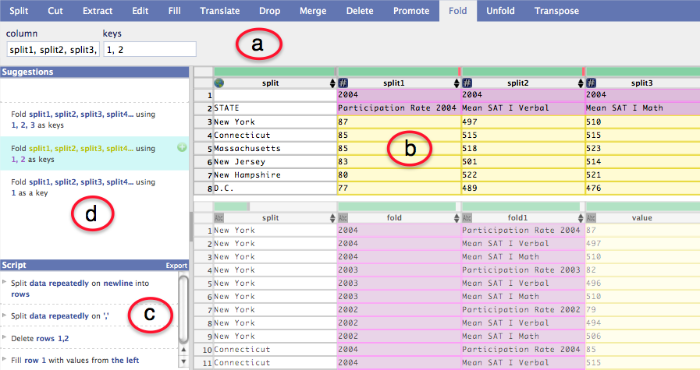 Split Cut Extract Edit Fill Translate Drop Merge Delete Promote Fold Unfold Transpose
column keys
split1, split2, split3, 1, 2
a
Suggestions
Fold split1, split2, split3, split4... using
1, 2, 3 as keys
Fold split1, split2, split3, split4... using
1, 2 as keys
Fold split1, split2, split3, split4... using
1 as a key
d
Script Export
Split data repeatedly on newline into
rows
Split data repeatedly on ','
c
Delete rows 1,2
Fill row 1 with values from the left
split split1 split2 split3
1 2004 2004 2004
2 STATE Participation Rate 2004 Mean SAT I Verbal Mean SAT I Math
3 New York 87 497 510
4 Connecticut 85 515 515
5 Massachusetts 85 518 523
b
6 New Jersey 83 501 514
7 New Hampshire 80 522 521
8 D.C. 77 489 476
split fold fold1 value
1 New York 2004 Participation Rate 2004 87
2 New York 2004 Mean SAT I Verbal 497
3 New York 2004 Mean SAT I Math 510
4 New York 2003 Participation Rate 2003 82
5 New York 2003 Mean SAT I Verbal 496
6 New York 2003 Mean SAT I Math 510
7 New York 2002 Participation Rate 2002 79
8 New York 2002 Mean SAT I Verbal 494
9 New York 2002 Mean SAT I Math 506
10 Connecticut 2004 Participation Rate 2004 85
11 Connecticut 2004 Mean SAT I Verbal 515